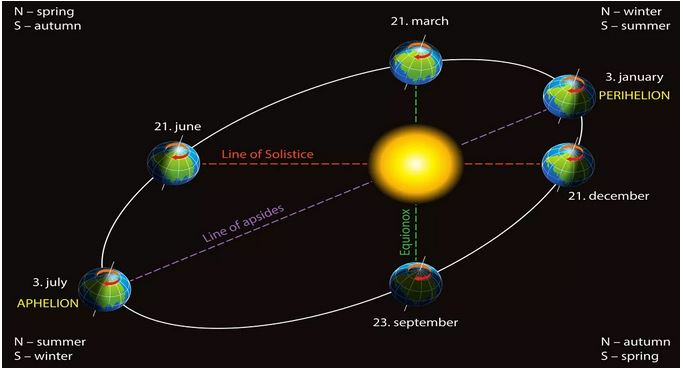 N – spring
S – autumn
21. march
N – winter
S – summer
3. january
PERIHELION
21. june
Line of Solistice
21. december
Line of apsides
Equionox
3. july
APHELION
23. september
N – summer
S – winter
N – autumn
S – spring